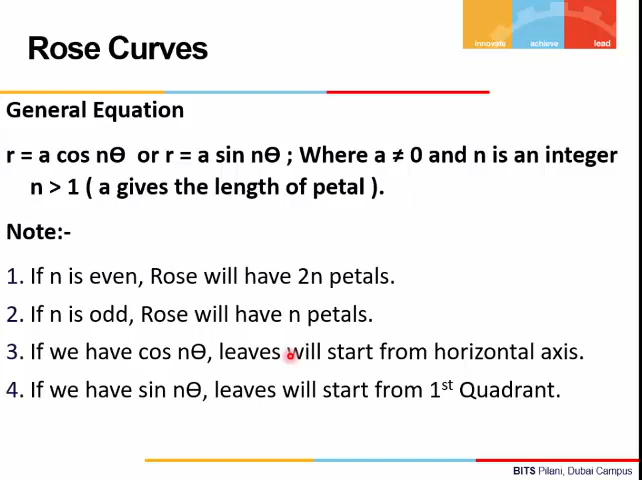 Rose Curves
innovate achieve lead
General Equation
r = a cos nϴ or r = a sin nϴ ; Where a ≠ 0 and n is an integer
n > 1 ( a gives the length of petal ).
Note:-
1. If n is even, Rose will have 2n petals.
2. If n is odd, Rose will have n petals.
3. If we have cos nϴ, leaves will start from horizontal axis.
4. If we have sin nϴ, leaves will start from 1st Quadrant.
BITS Pilani, Dubai Campus